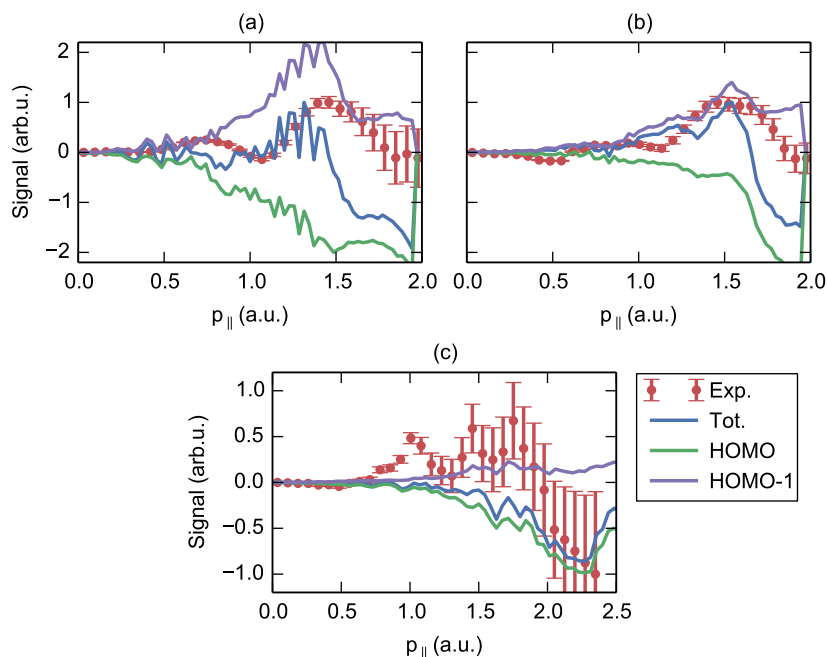 (a)
(b)
Signal (arb.u.)
2
1
0
−1
−2
0.0 0.5 1.0 1.5 2.0
0.0 0.5 1.0 1.5 2.0
p|| (a.u.)
p|| (a.u.)
(c)
Signal (arb.u.)
1.0
0.5
0.0
−0.5
−1.0
0.0 0.5 1.0 1.5 2.0 2.5
p|| (a.u.)
Exp.
Tot.
HOMO
HOMO-1